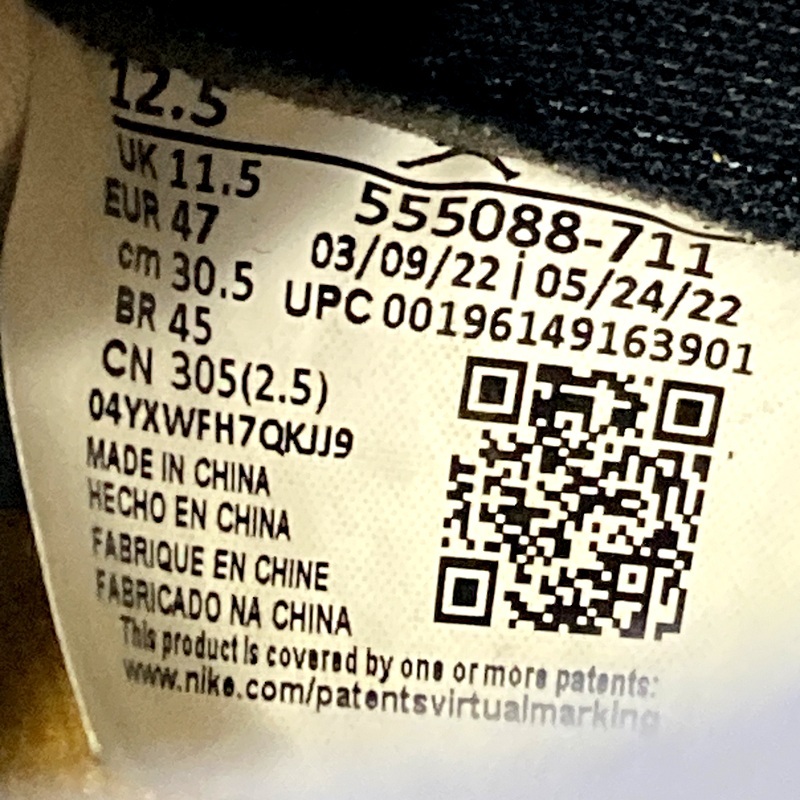 12.5
UK 11.5
EUR 47
cm 30.5
BR 45
CN 305(2.5)
04YXWFH7QKJJ9
MADE IN CHINA
HECHO EN CHINA
FABRIQUE EN CHINE
FABRICADO NA CHINA
555088-711
03/09/22 | 05/24/22
UPC 00196149163901
This product is covered by one or more patents:
www.nike.com/patentsvirtualmarking